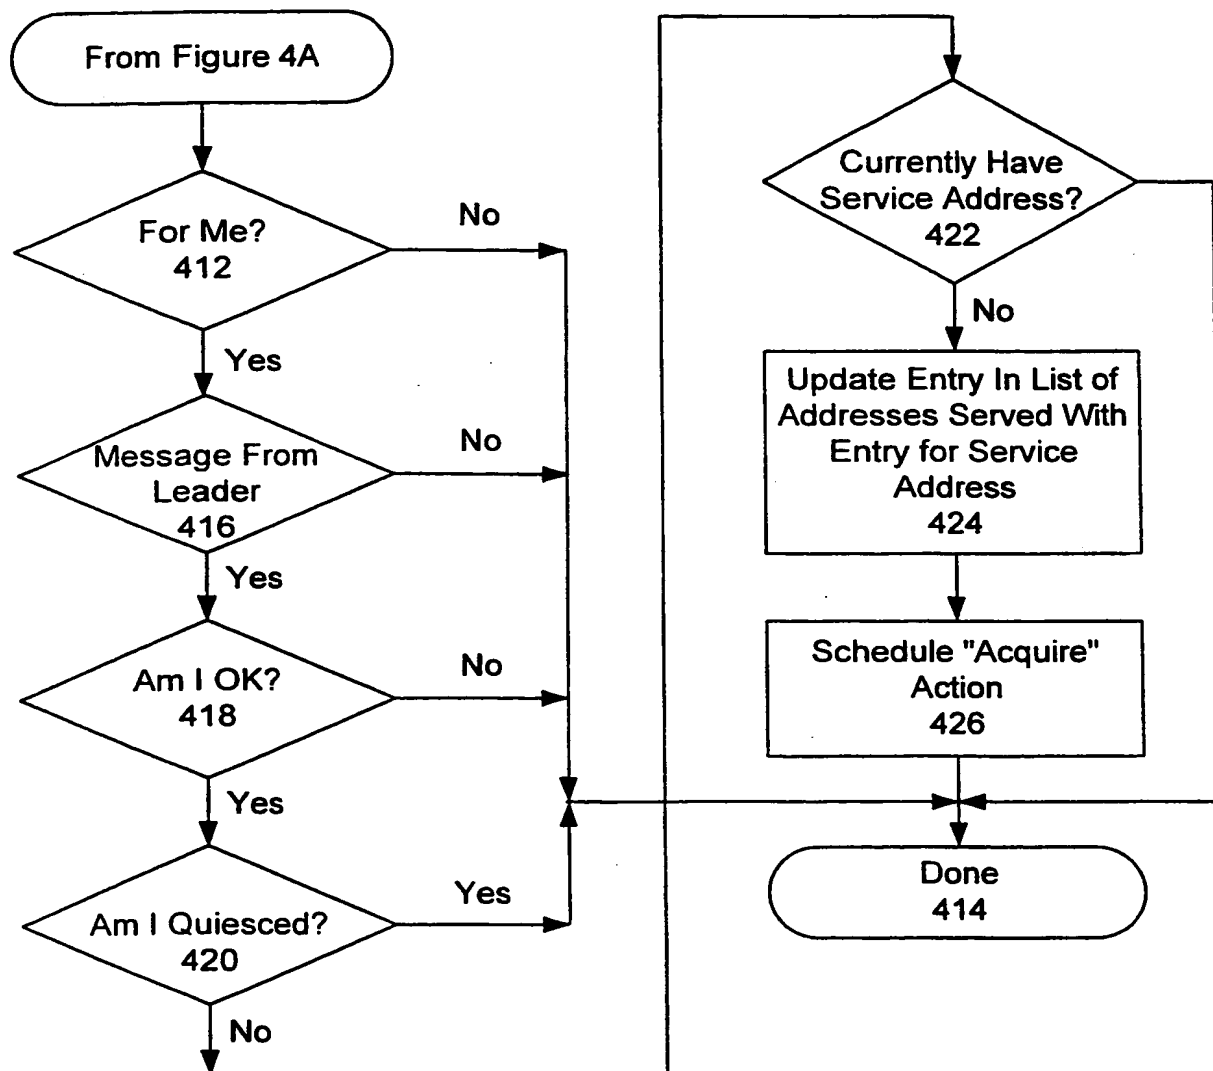 From Figure 4A
For Me?
412
No
Yes
Message From
Leader
416
No
Yes
Am I OK?
418
No
Yes
Am I Quiesced?
420
Yes
No
Currently Have
Service Address?
422
No
Update Entry In List of
Addresses Served With
Entry for Service
Address
424
Schedule "Acquire"
Action
426
Done
414